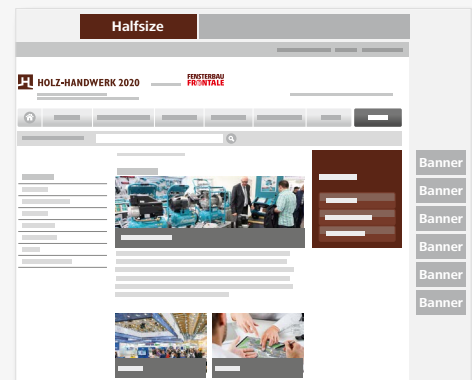 Halfsize
HOLZ-HANDWERK 2020
FENSTERBAU
FRONTALE
Banner
Banner
Banner
Banner
Banner
Banner